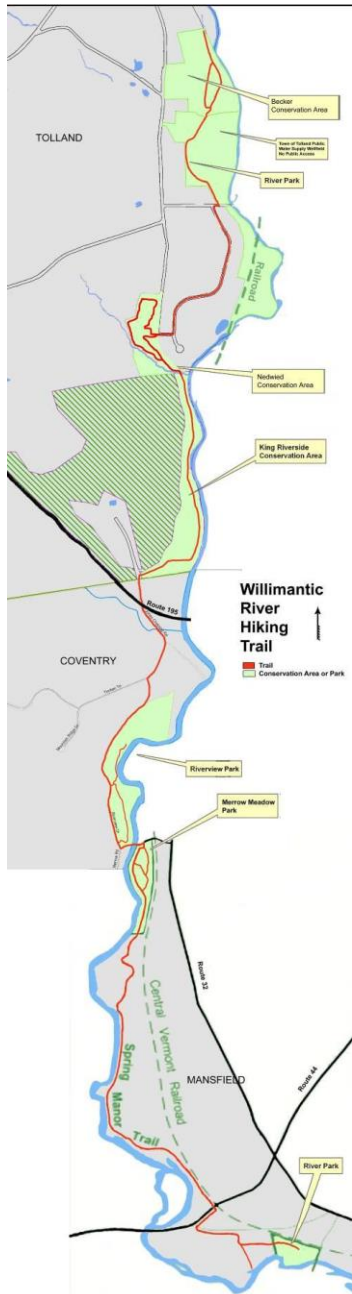 TOLLAND
Becker
Conservation Area
Town of Tolland Public
Water Supply Wellfield
No Public Access
River Park
Railroad
Nedwied
Conservation Area
King Riverside
Conservation Area
Route 195
Willimantic
River
Hiking
Trail
Trail
Conservation Area or Park
COVENTRY
Riverview Park
Merrow Meadow
Park
Route 32
Central Vermont
Railroad
Spring
Manor
Trail
MANSFIELD
Route 44
River Park